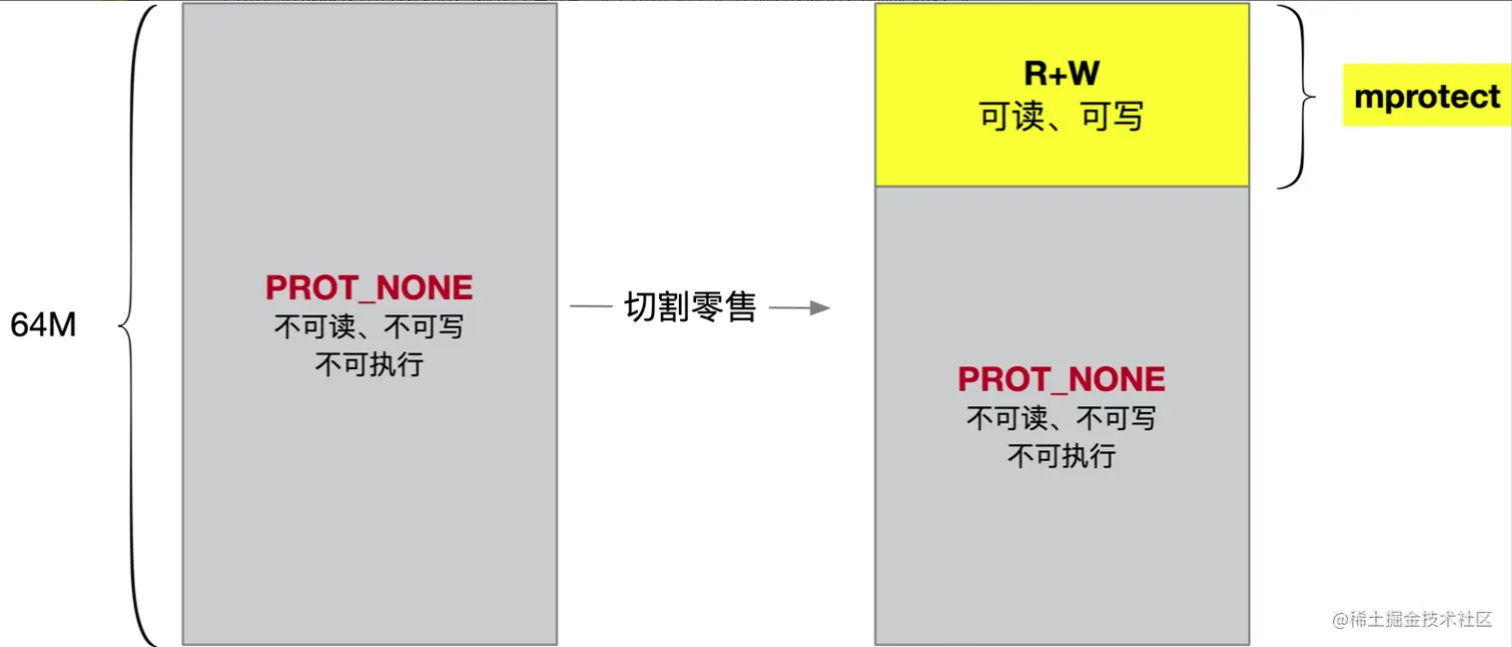 64M
PROT_NONE
不可读、不可写
不可执行
切割零售
R+W
可读、可写
mprotect
PROT_NONE
不可读、不可写
不可执行
@稀土掘金技术社区